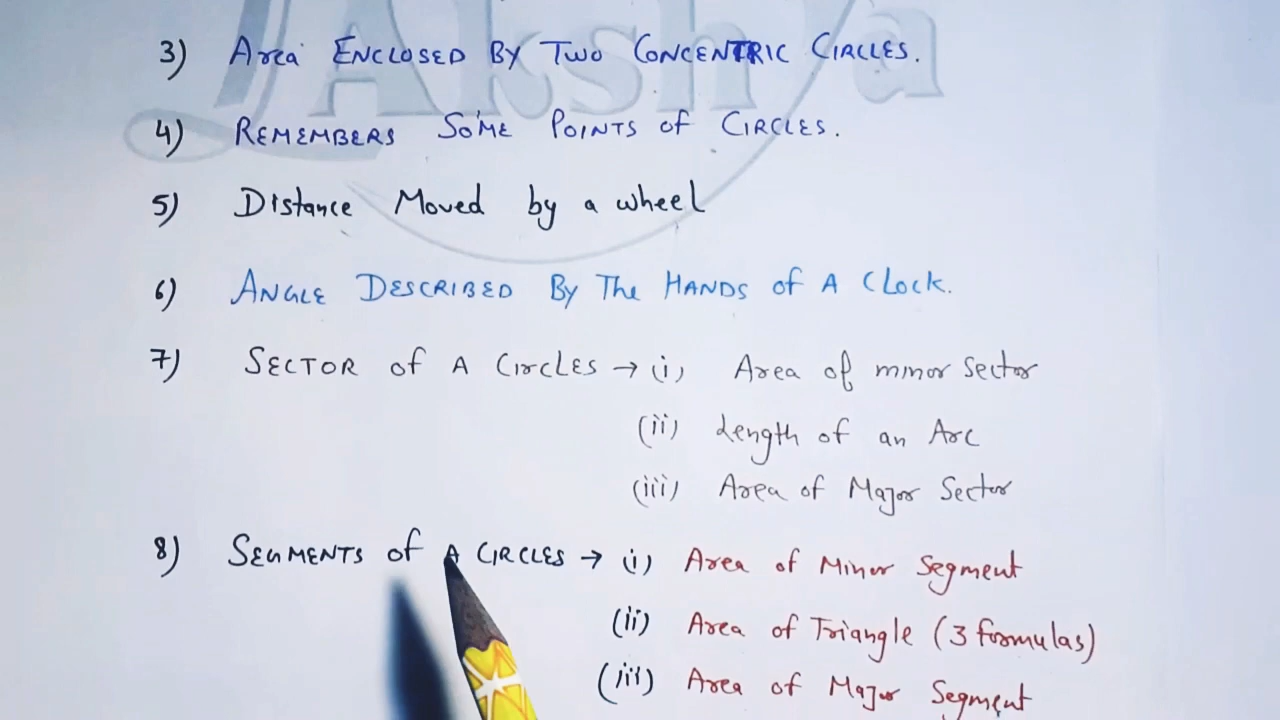 3) Area ENCLOSED BY TWO CONCENTRIC CIRCLES.
4) REMEMBERS SOME POINTS of CIRCLES.
5) Distance Moved by a wheel
6) ANGLE DESCRIBED BY The HANDS of A Clock.
7) SECTOR of A CIrcLES → (i) Area of minor Sector
(ii) Length of an Arc
(iii) Area of Major Sector
8) SEGMENTS of A CIRCLES → (i) Area of Minor Segment
(ii) Area of Triangle (3 formulas)
(iii) Area of Major Segment
Akshya